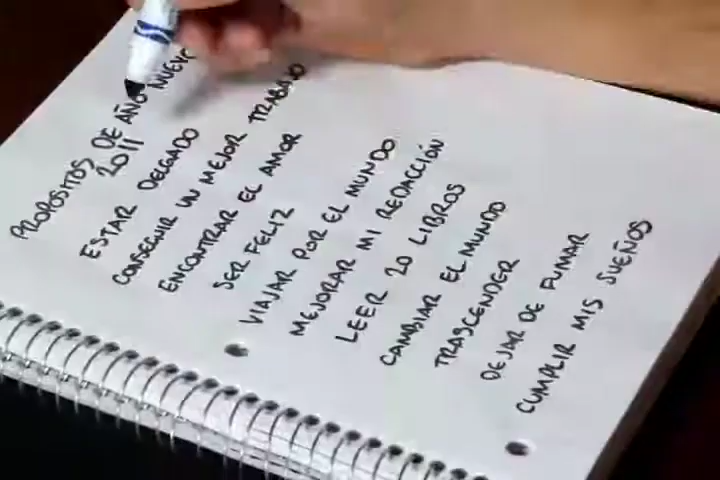 PROPOSITOS DE AÑO NUEVO
2011
ESTAR DELGADO
CONSEGUIR UN MEJOR TRABAJO
ENCONTRAR EL AMOR
SER FELIZ
VIAJAR POR EL MUNDO
MEJORAR MI REDACCIÓN
LEER 20 LIBROS
CAMBIAR EL MUNDO
TRASCENDER
DEJAR DE FUMAR
CUMPLIR MIS SUEÑOS